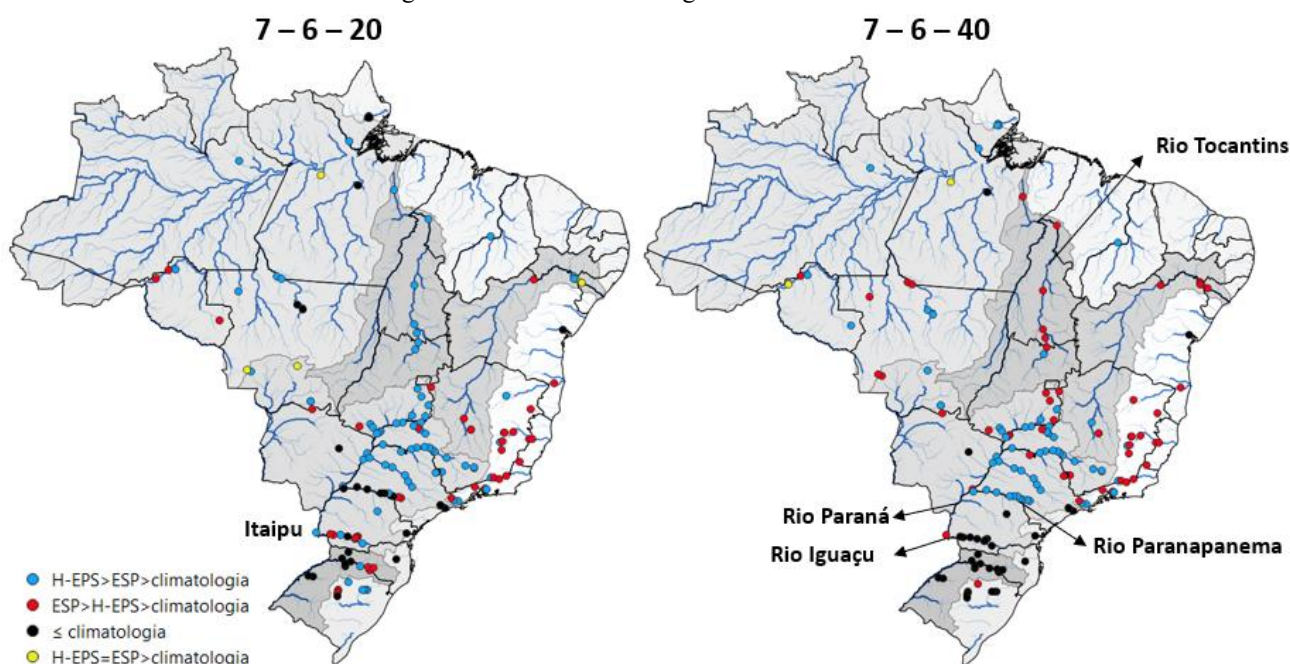 7 – 6 – 20
7 – 6 – 40
Rio Tocantins
Itaipu
Rio Paraná
Rio Iguaçu
Rio Paranapanema
H-EPS>ESP>climatologia
ESP>H-EPS>climatologia
≤ climatologia
H-EPS=ESP>climatologia